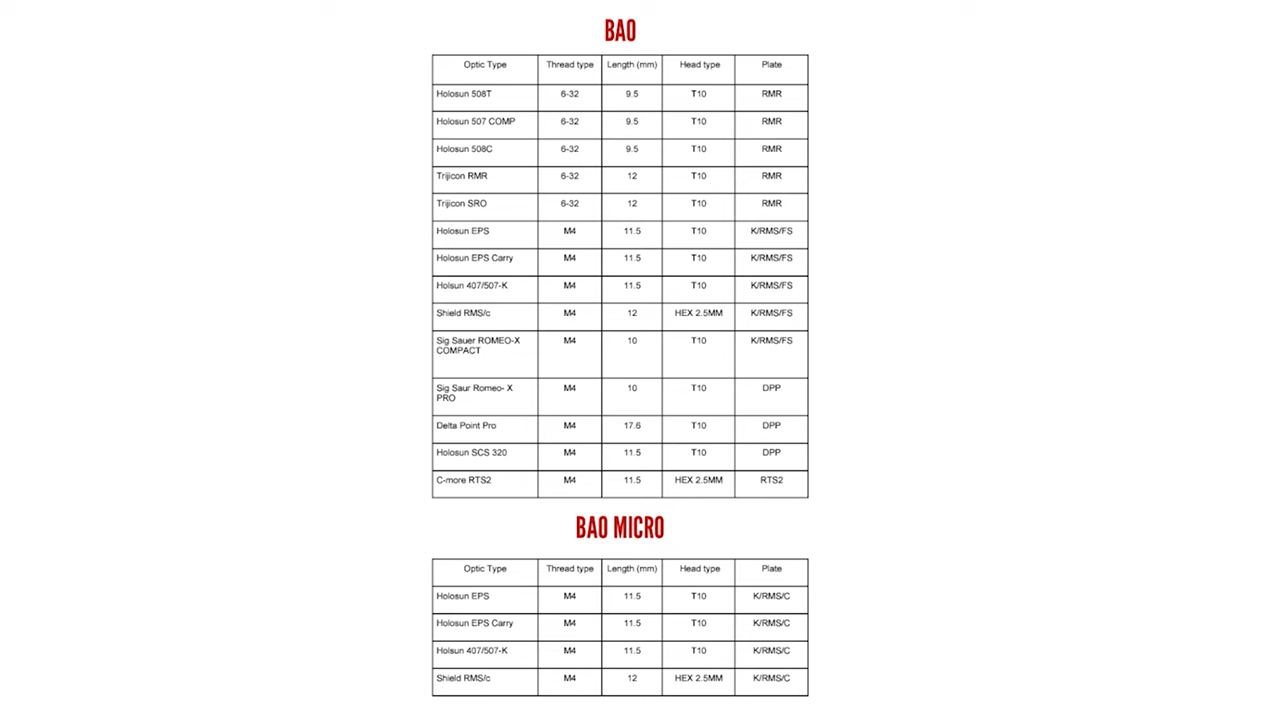 BAO
Optic Type Thread type Length (mm) Head type Plate
Holosun 508T 6-32 9.5 T10 RMR
Holosun 507 COMP 6-32 9.5 T10 RMR
Holosun 508C 6-32 9.5 T10 RMR
Trijicon RMR 6-32 12 T10 RMR
Trijicon SRO 6-32 12 T10 RMR
Holosun EPS M4 11.5 T10 K/RMS/FS
Holosun EPS Carry M4 11.5 T10 K/RMS/FS
Holsun 407/507-K M4 11.5 T10 K/RMS/FS
Shield RMS/c M4 12 HEX 2.5MM K/RMS/FS
Sig Sauer ROMEO-X M4 10 T10 K/RMS/FS
COMPACT
Sig Saur Romeo- X M4 10 T10 DPP
PRO
Delta Point Pro M4 17.6 T10 DPP
Holosun SCS 320 M4 11.5 T10 DPP
C-more RTS2 M4 11.5 HEX 2.5MM RTS2
BAO MICRO
Optic Type Thread type Length (mm) Head type Plate
Holosun EPS M4 11.5 T10 K/RMS/C
Holosun EPS Carry M4 11.5 T10 K/RMS/C
Holsun 407/507-K M4 11.5 T10 K/RMS/C
Shield RMS/c M4 12 HEX 2.5MM K/RMS/C